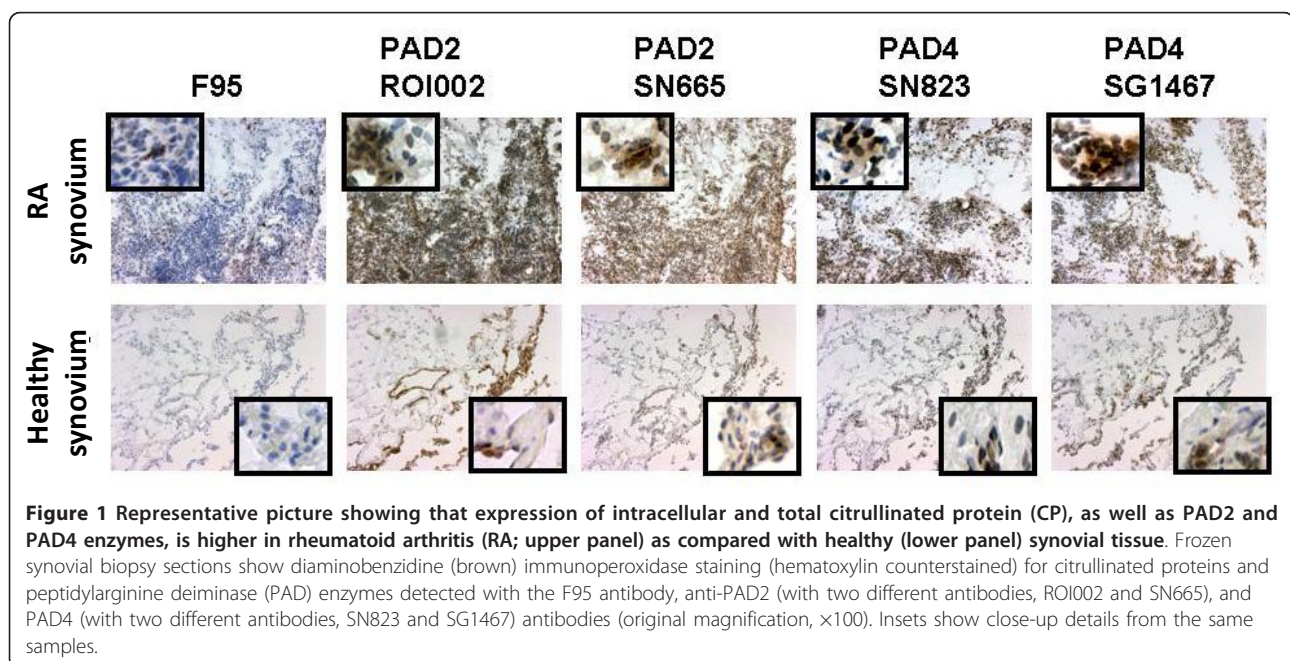 F95
PAD2
ROI002
PAD2
SN665
PAD4
SN823
PAD4
SG1467
RA
synovium
Healthy
synovium
Figure 1 Representative picture showing that expression of intracellular and total citrullinated protein (CP), as well as PAD2 and
PAD4 enzymes, is higher in rheumatoid arthritis (RA; upper panel) as compared with healthy (lower panel) synovial tissue. Frozen
synovial biopsy sections show diaminobenzidine (brown) immunoperoxidase staining (hematoxylin counterstained) for citrullinated proteins and
peptidylarginine deiminase (PAD) enzymes detected with the F95 antibody, anti-PAD2 (with two different antibodies, ROI002 and SN665), and
PAD4 (with two different antibodies, SN823 and SG1467) antibodies (original magnification, ×100). Insets show close-up details from the same
samples.